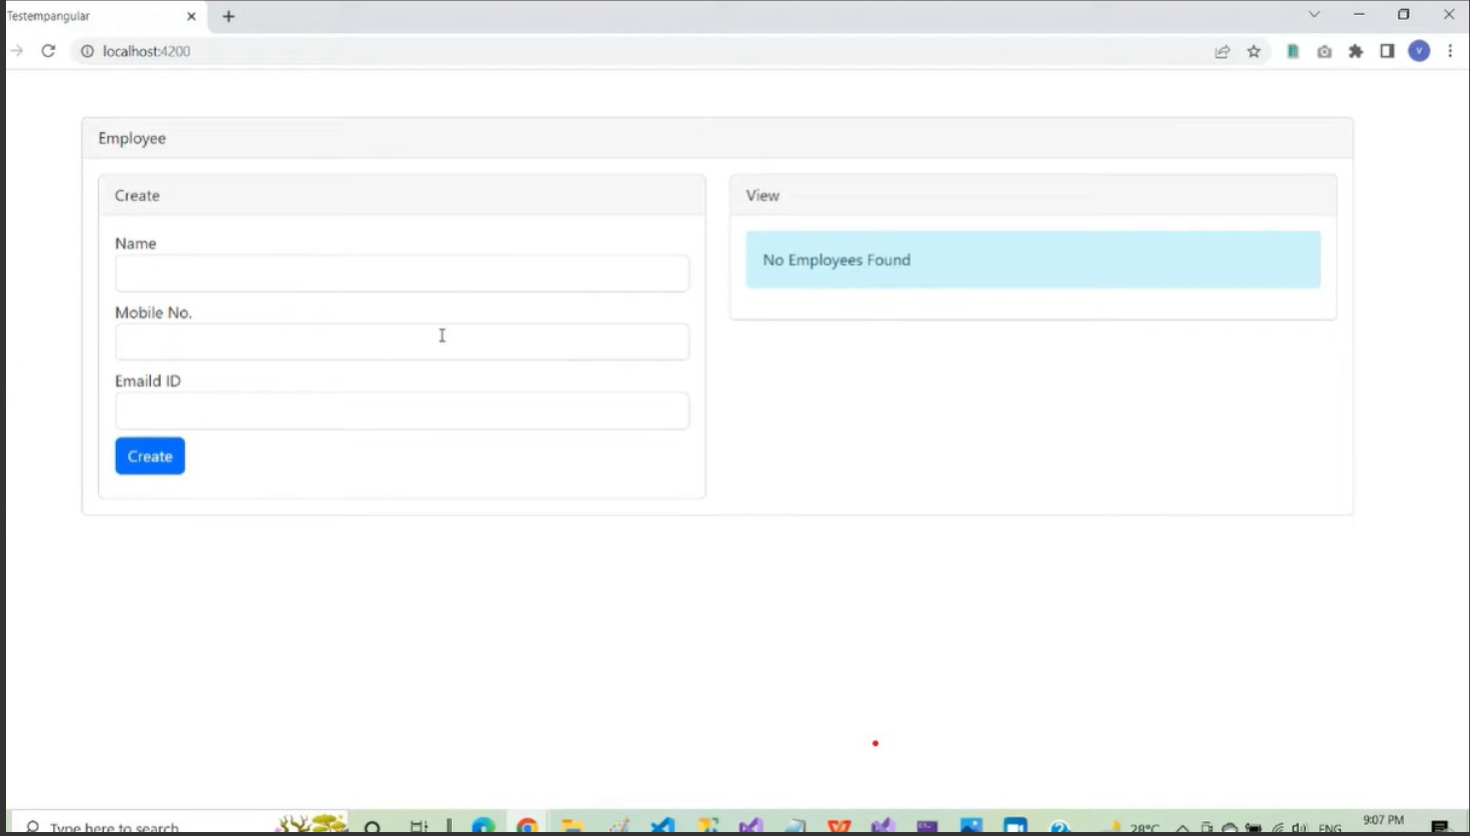 Testempangular
localhost:4200
V
Employee
Create
Name
Mobile No.
Emaild ID
Create
View
No Employees Found
Type here to search
28°C
ENG
9:07 PM